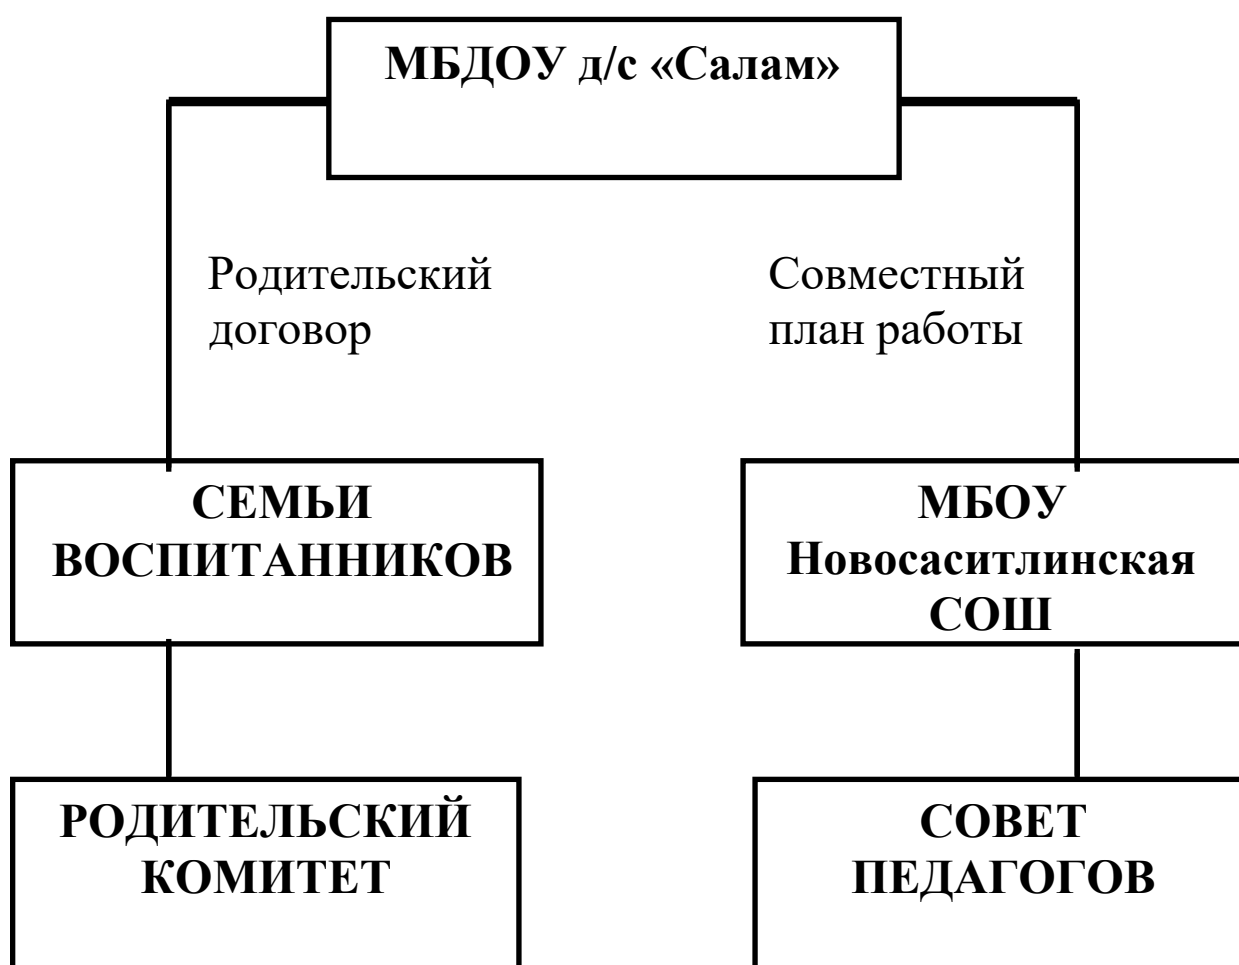 МБДОУ д/с «Салам»
Родительский
договор
Совместный
план работы
СЕМЬИ
ВОСПИТАННИКОВ
МБОУ
Новосаситлинская
СОШ
РОДИТЕЛЬСКИЙ
КОМИТЕТ
СОВЕТ
ПЕДАГОГОВ